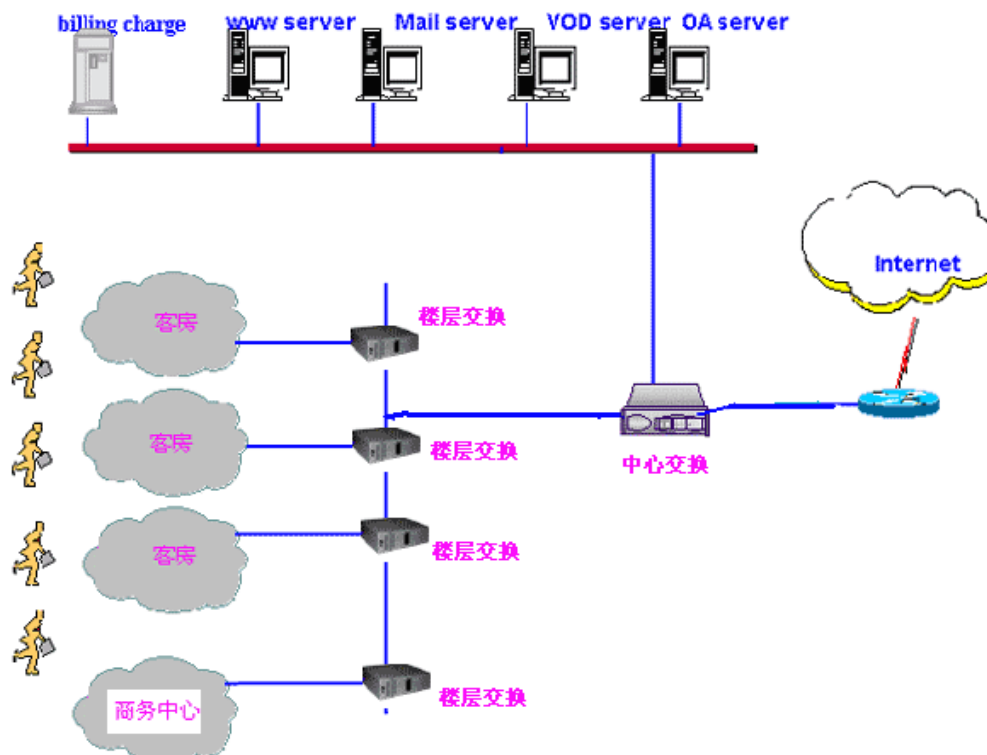 billing charge
www server
Mail server
VOD server
OA server
Internet
客房
楼层交换
客房
楼层交换
中心交换
客房
楼层交换
商务中心
楼层交换